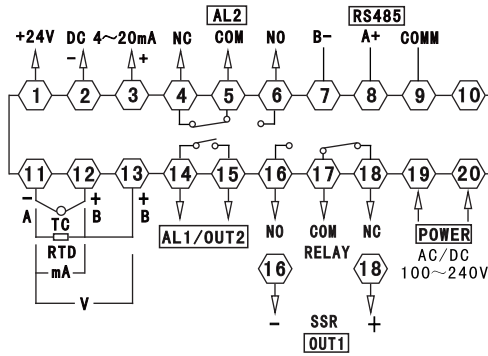 AL2 RS485
+24V DC 4~20mA NC COM NO B- A+ COMM
- +
1 2 3 4 5 6 7 8 9 10
11 12 13 14 15 16 17 18 19 20
- + +
A TC B B
RTD
mA
V
AL1/OUT2
NO COM NC
RELAY
POWER
AC/DC
100~240V
16 18
- SSR +
OUT1